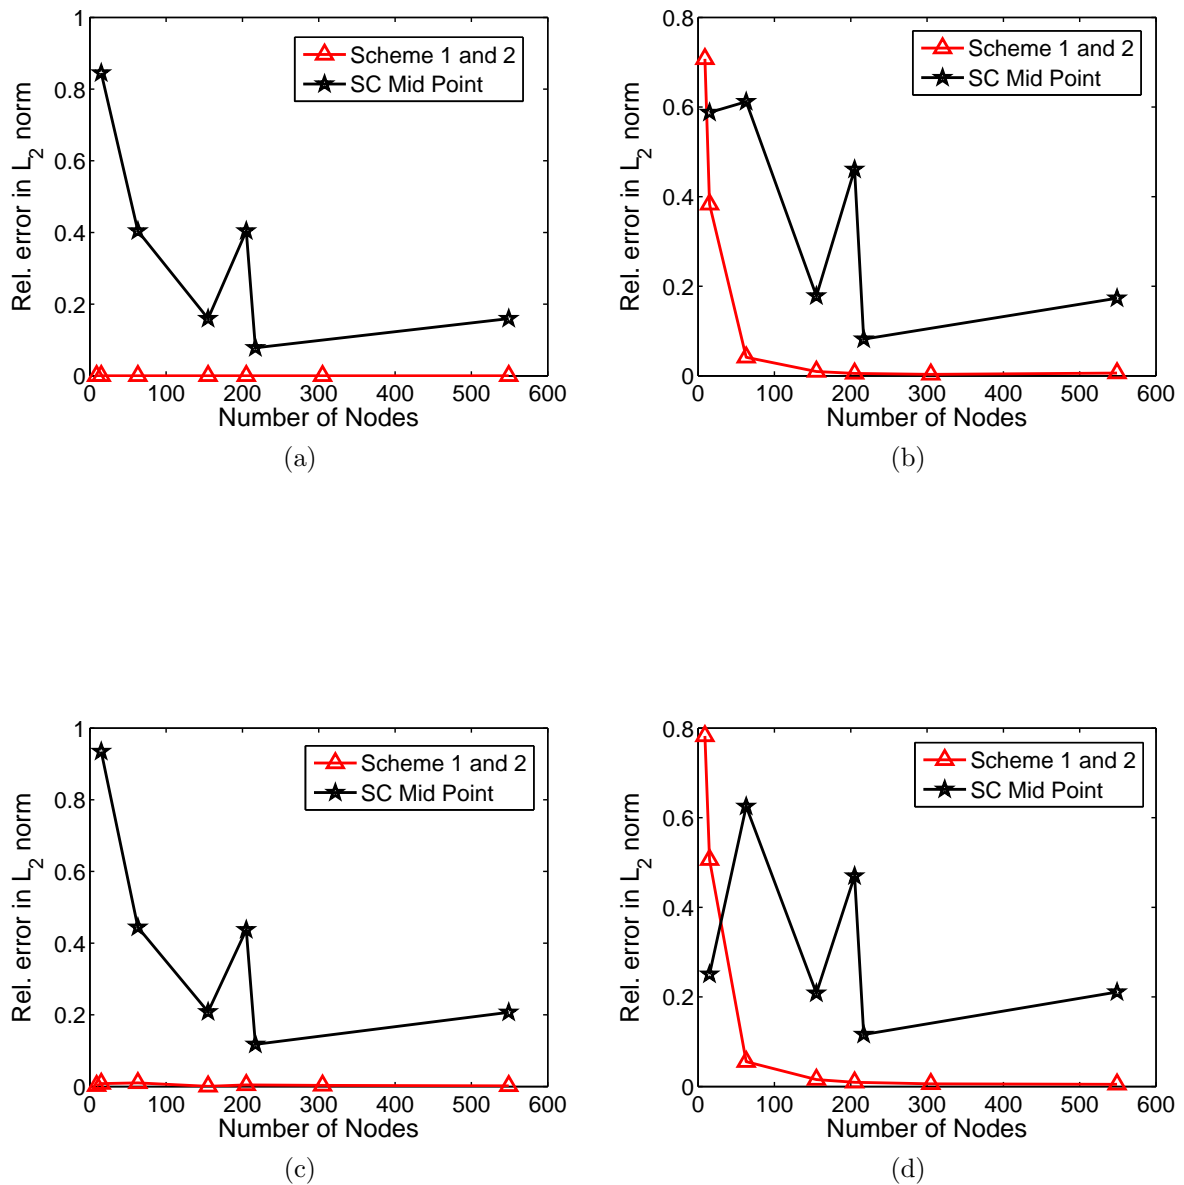 1
0.8
0.6
0.4
0.2
0
Rel. error in L2 norm
Scheme 1 and 2
SC Mid Point
0 100 200 300 400 500 600
Number of Nodes
(a)
0.8
0.6
0.4
0.2
0
Rel. error in L2 norm
Scheme 1 and 2
SC Mid Point
0 100 200 300 400 500 600
Number of Nodes
(b)
1
0.8
0.6
0.4
0.2
0
Rel. error in L2 norm
Scheme 1 and 2
SC Mid Point
0 100 200 300 400 500 600
Number of Nodes
(c)
0.8
0.6
0.4
0.2
0
Rel. error in L2 norm
Scheme 1 and 2
SC Mid Point
0 100 200 300 400 500 600
Number of Nodes
(d)